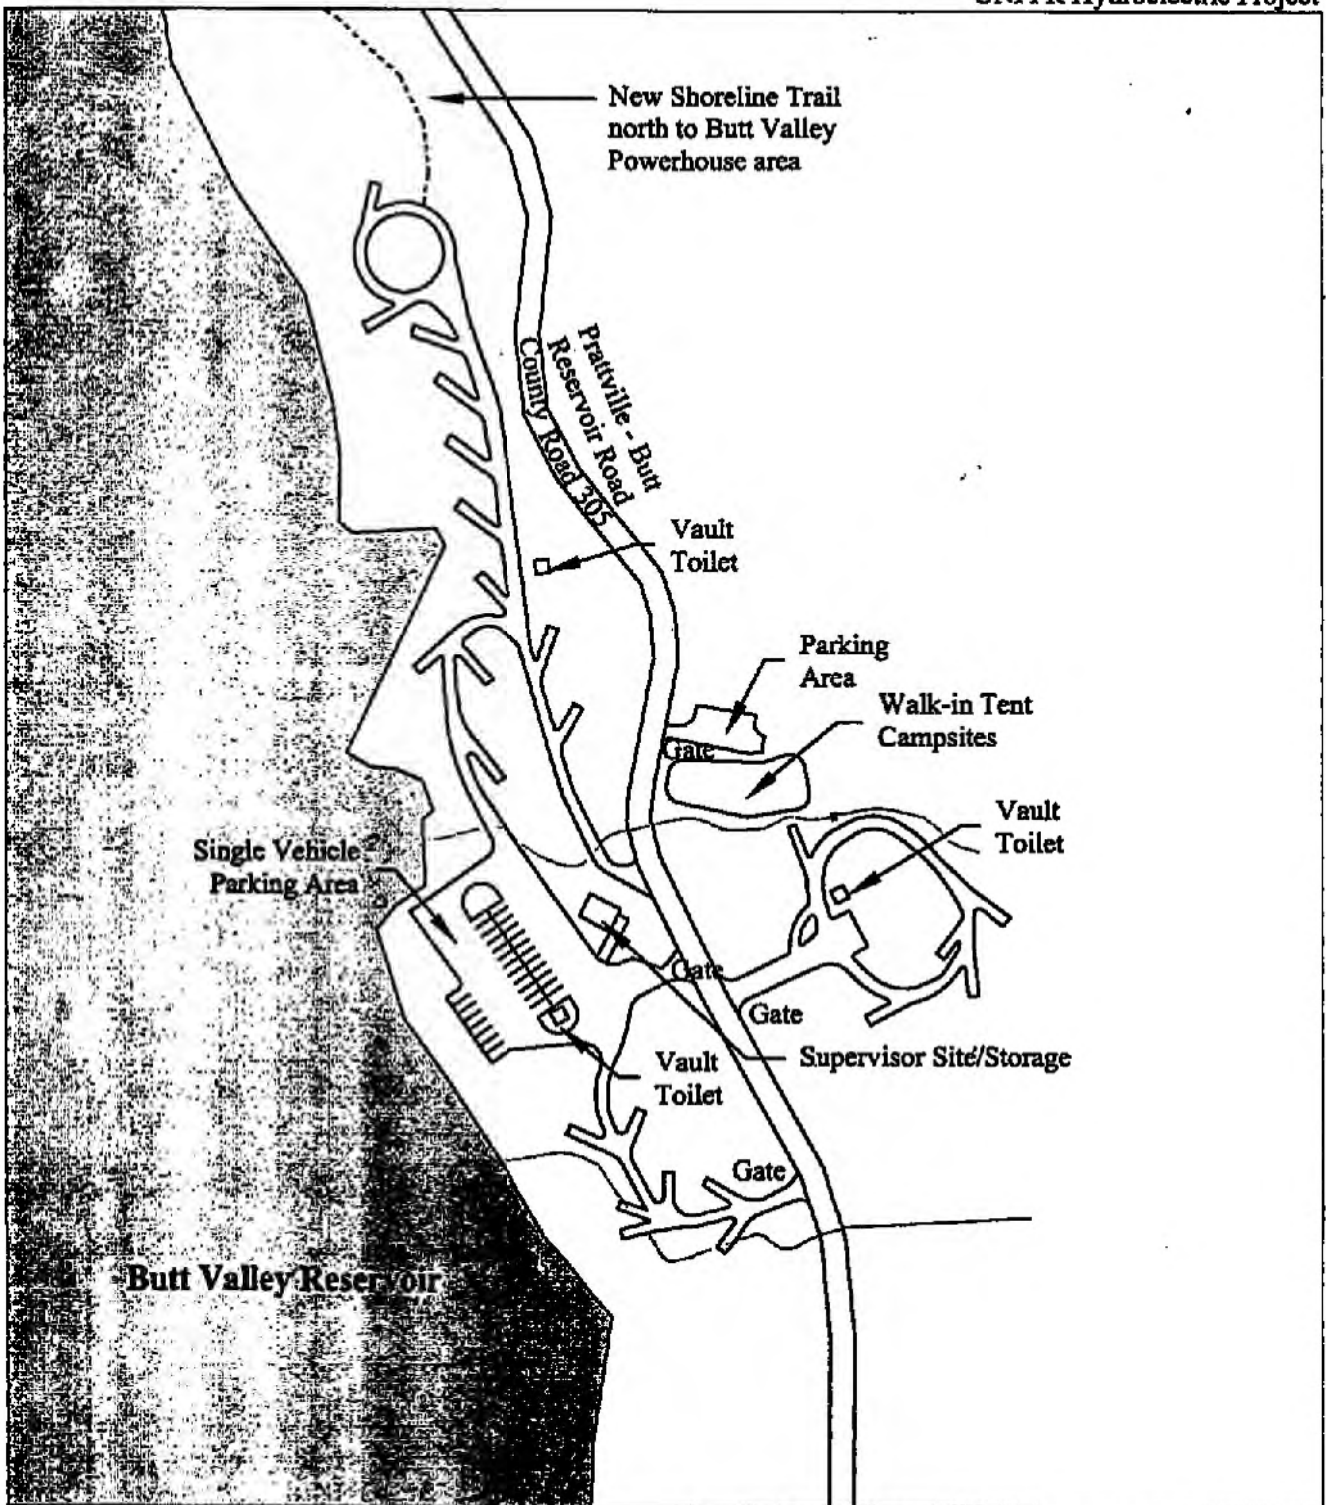 New Shoreline Trail
north to Butt Valley
Powerhouse area
Prattville - Butt
Reservoir Road
County Road 305
Vault
Toilet
Parking
Area
Gate
Walk-in Tent
Campsites
Vault
Toilet
Single Vehicle
Parking Area
Gate
Gate
Supervisor Site/Storage
Vault
Toilet
Gate
Butt Valley Reservoir